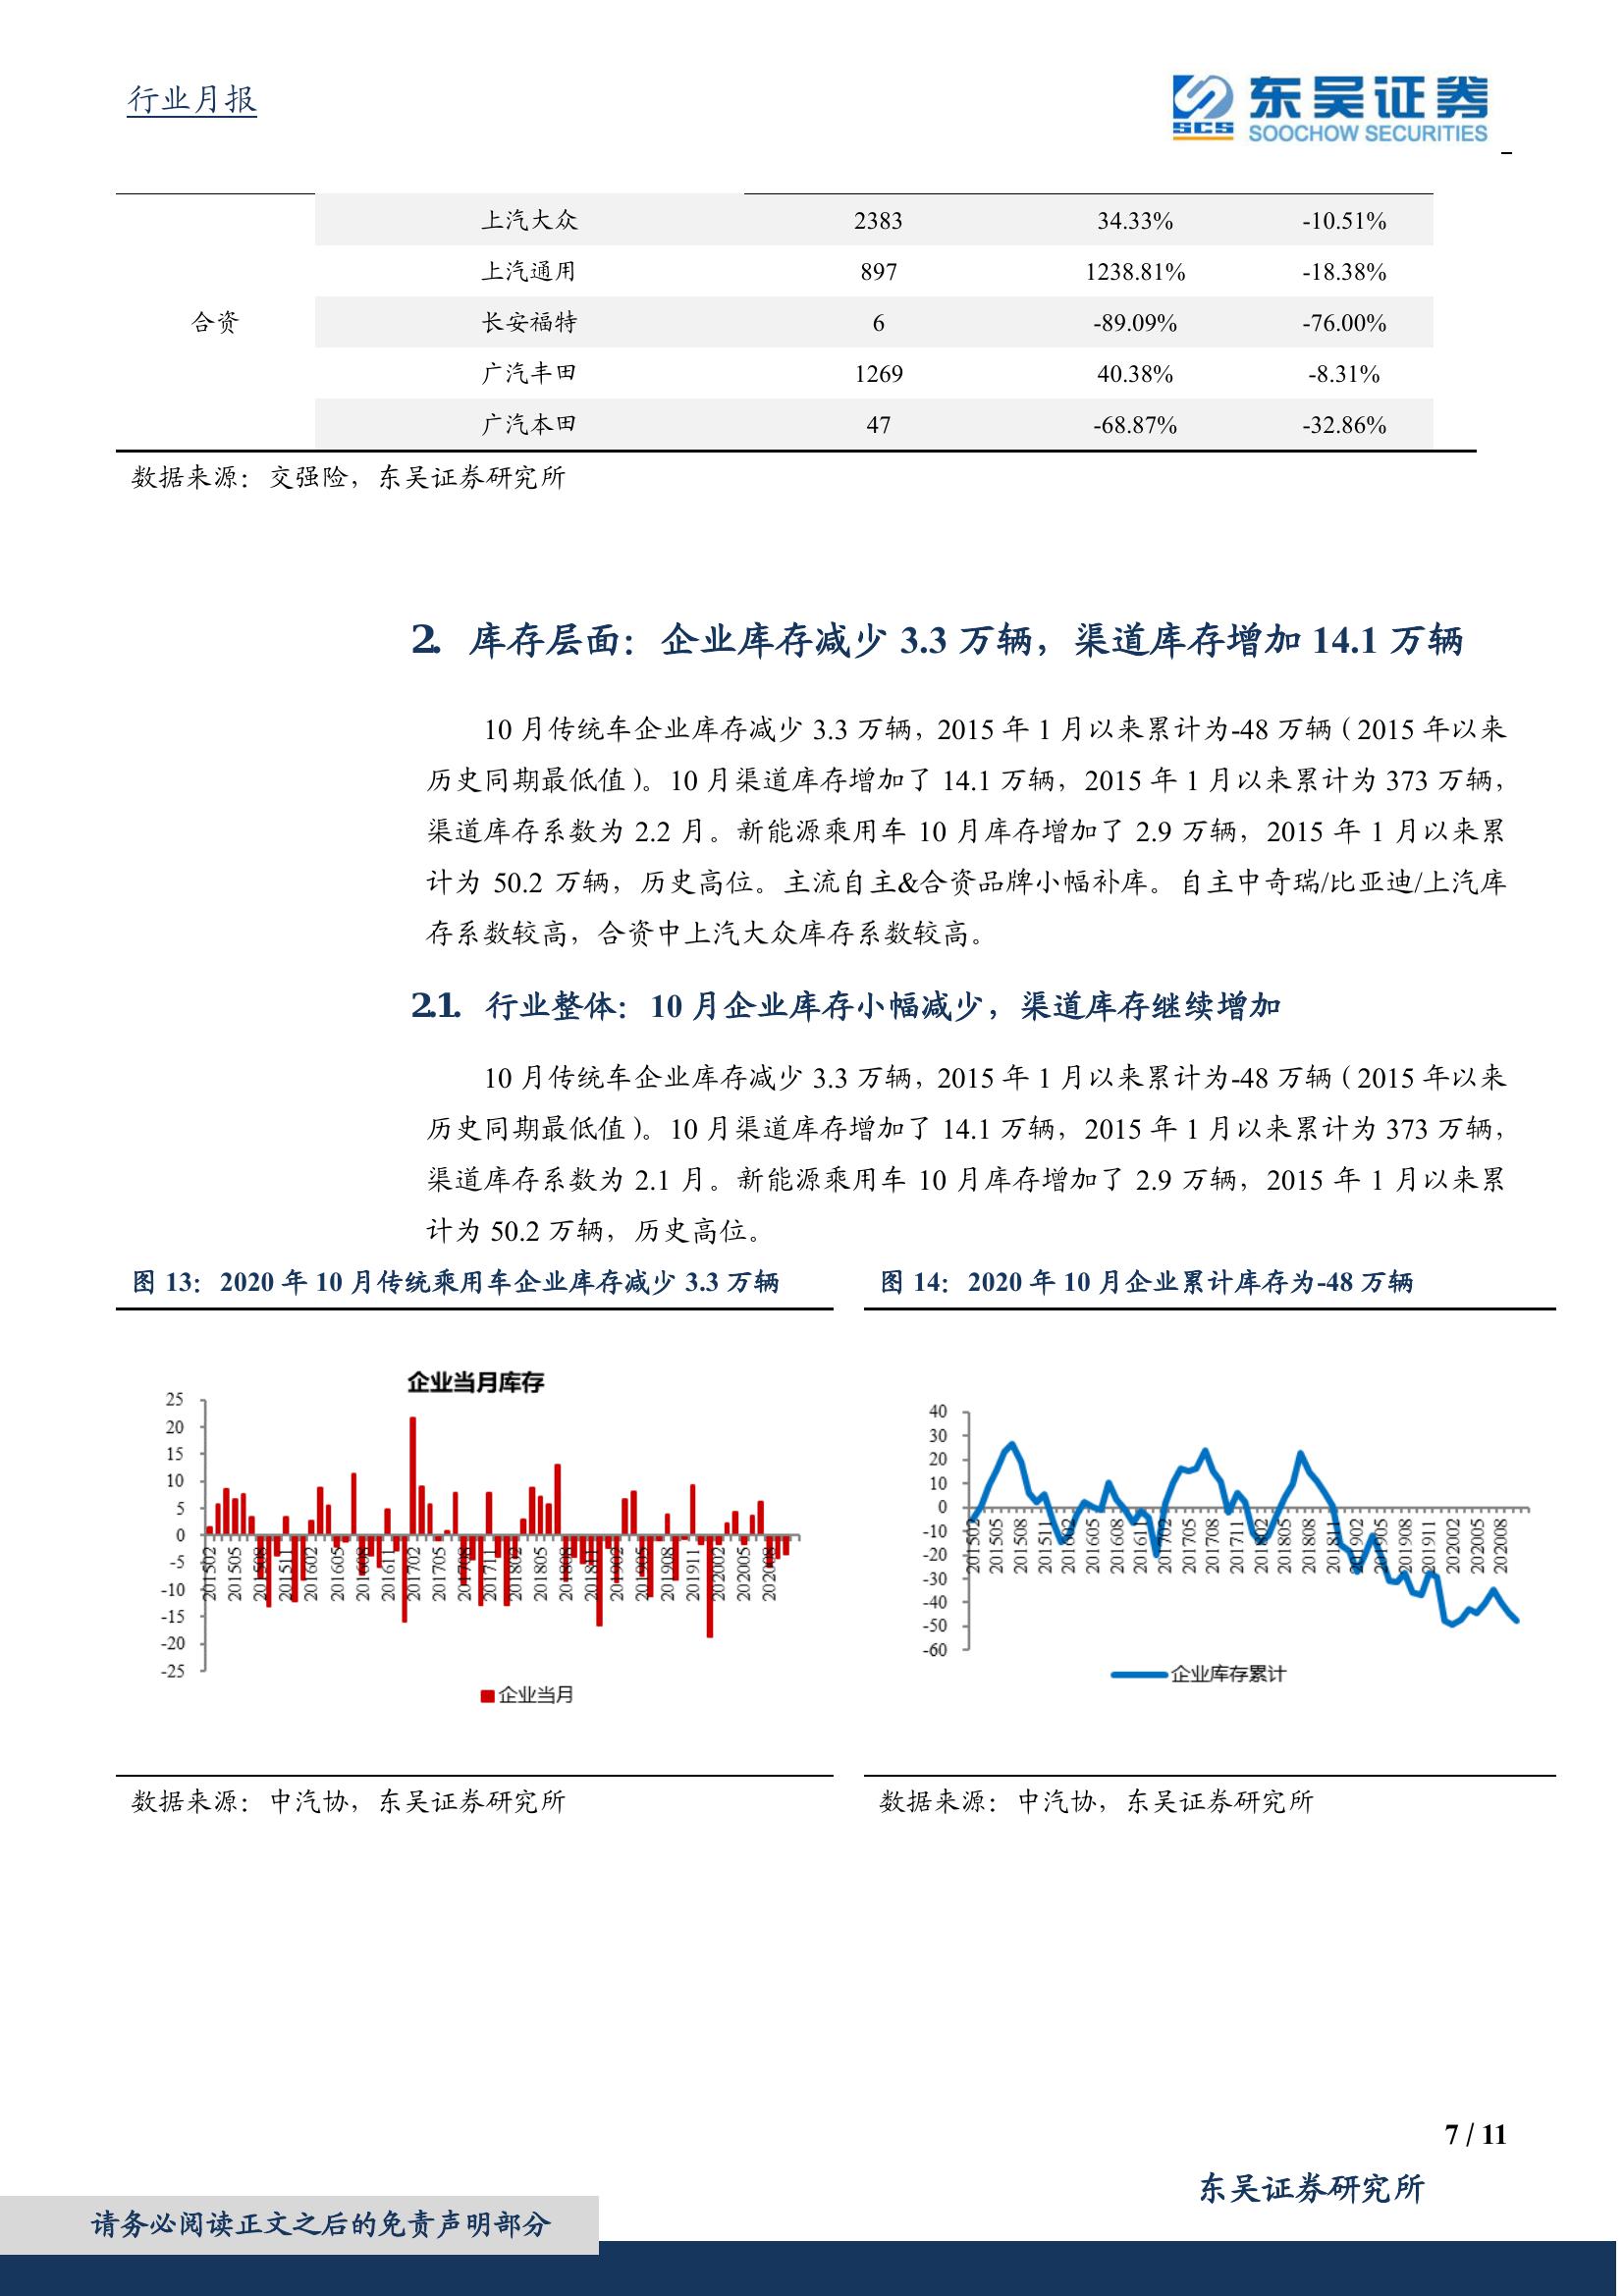 行业月报
SCS 东吴证券
SOOCHOW SECURITIES
合资
上汽大众 2383 34.33% -10.51%
上汽通用 897 1238.81% -18.38%
长安福特 6 -89.09% -76.00%
广汽丰田 1269 40.38% -8.31%
广汽本田 47 -68.87% -32.86%
数据来源：交强险，东吴证券研究所
2. 库存层面：企业库存减少 3.3 万辆，渠道库存增加 14.1 万辆
10 月传统车企业库存减少 3.3 万辆，2015 年 1 月以来累计为-48 万辆（2015 年以来
历史同期最低值）。10 月渠道库存增加了 14.1 万辆，2015 年 1 月以来累计为 373 万辆，
渠道库存系数为 2.2 月。新能源乘用车 10 月库存增加了 2.9 万辆，2015 年 1 月以来累
计为 50.2 万辆，历史高位。主流自主&合资品牌小幅补库。自主中奇瑞/比亚迪/上汽库
存系数较高，合资中上汽大众库存系数较高。
2.1. 行业整体：10 月企业库存小幅减少，渠道库存继续增加
10 月传统车企业库存减少 3.3 万辆，2015 年 1 月以来累计为-48 万辆（2015 年以来
历史同期最低值）。10 月渠道库存增加了 14.1 万辆，2015 年 1 月以来累计为 373 万辆，
渠道库存系数为 2.1 月。新能源乘用车 10 月库存增加了 2.9 万辆，2015 年 1 月以来累
计为 50.2 万辆，历史高位。
图 13：2020 年 10 月传统乘用车企业库存减少 3.3 万辆
企业当月库存
25
20
15
10
5
0
-5
-10
-15
-20
-25
201502 201505 201508 201511 201602 201605 201608 201611 201702 201705 201708 201711 201802 201805 201808 201811 201902 201905 201908 201911 202002 202005 202008
企业当月
数据来源：中汽协，东吴证券研究所
图 14：2020 年 10 月企业累计库存为-48 万辆
40
30
20
10
0
-10
-20
-30
-40
-50
-60
201502 201505 201508 201511 201602 201605 201608 201611 201702 201705 201708 201711 201802 201805 201808 201811 201902 201905 201908 201911 202002 202005 202008
企业库存累计
数据来源：中汽协，东吴证券研究所
7 / 11
东吴证券研究所
请务必阅读正文之后的免责声明部分